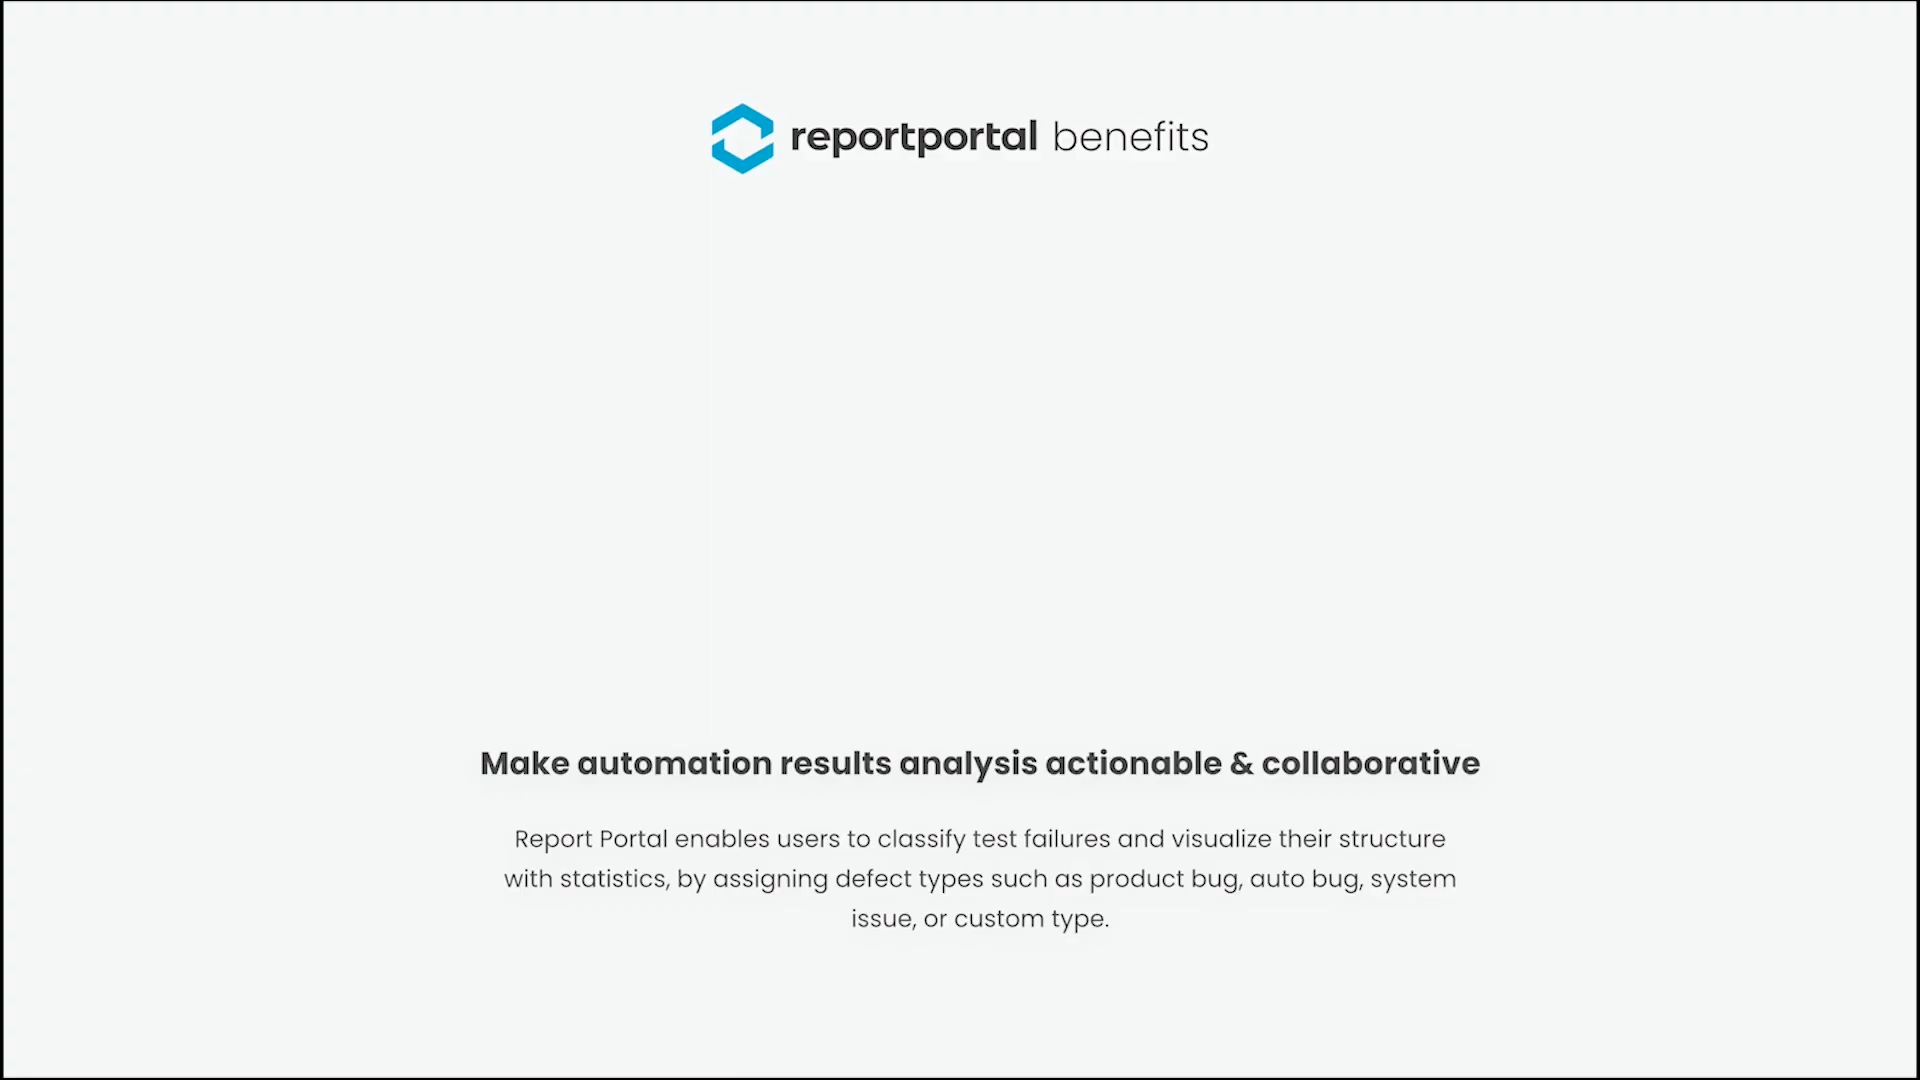 reportportal benefits
Make automation results analysis actionable & collaborative
Report Portal enables users to classify test failures and visualize their structure
with statistics, by assigning defect types such as product bug, auto bug, system
issue, or custom type.